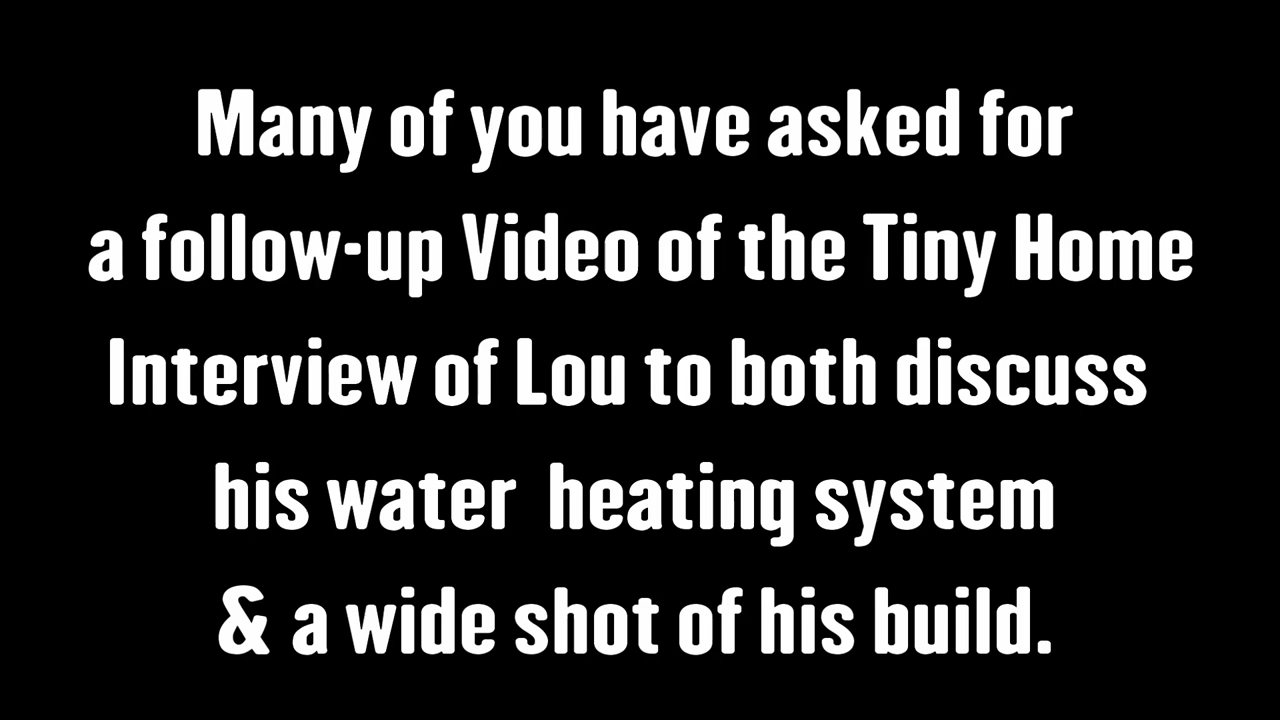 Many of you have asked for
a follow-up Video of the Tiny Home
Interview of Lou to both discuss
his water heating system
& a wide shot of his build.